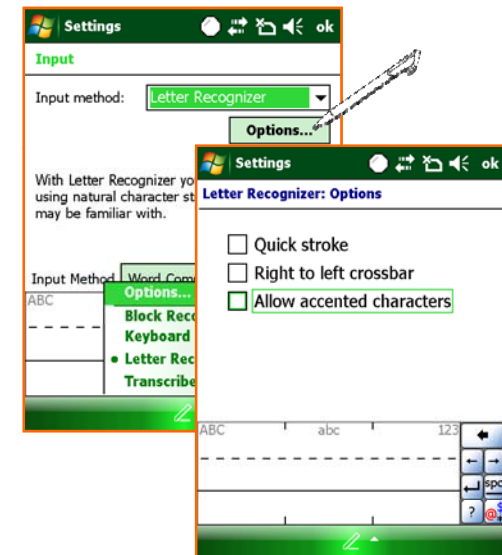 Settings ok
Input
Input method: Letter Recognizer
Options...
With Letter Recognizer yo
using natural character st
may be familiar with.
Input Method Word Com
ABC
Options...
Block Reco
Keyboard
Letter Rec
Transcribe
Settings ok
Letter Recognizer: Options
Quick stroke
Right to left crossbar
Allow accented characters
ABC abc 123
spc
?